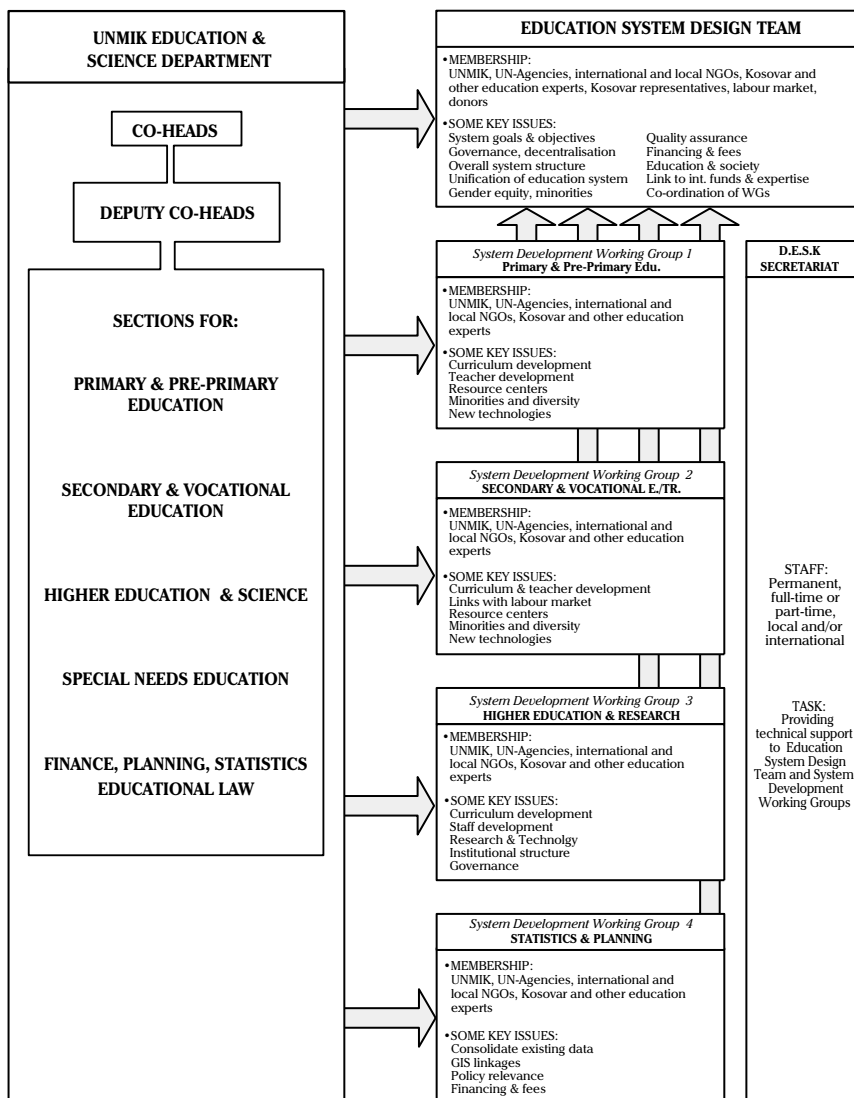 UNMIK EDUCATION &
SCIENCE DEPARTMENT
CO-HEADS
DEPUTY CO-HEADS
SECTIONS FOR:
PRIMARY & PRE-PRIMARY
EDUCATION
SECONDARY & VOCATIONAL
EDUCATION
HIGHER EDUCATION & SCIENCE
SPECIAL NEEDS EDUCATION
FINANCE, PLANNING, STATISTICS
EDUCATIONAL LAW
EDUCATION SYSTEM DESIGN TEAM
•MEMBERSHIP:
UNMIK, UN-Agencies, international and local NGOs, Kosovar and
other education experts, Kosovar representatives, labour market,
donors
•SOME KEY ISSUES:
System goals & objectives
Governance, decentralisation
Overall system structure
Unification of education system
Gender equity, minorities
Quality assurance
Financing & fees
Education & society
Link to int. funds & expertise
Co-ordination of WGs
System Development Working Group 1
Primary & Pre-Primary Edu.
•MEMBERSHIP:
UNMIK, UN-Agencies, international and
local NGOs, Kosovar and other education
experts
•SOME KEY ISSUES:
Curriculum development
Teacher development
Resource centers
Minorities and diversity
New technologies
System Development Working Group 2
SECONDARY & VOCATIONAL E./TR.
•MEMBERSHIP:
UNMIK, UN-Agencies, international and
local NGOs, Kosovar and other education
experts
•SOME KEY ISSUES:
Curriculum & teacher development
Links with labour market
Resource centers
Minorities and diversity
New technologies
System Development Working Group 3
HIGHER EDUCATION & RESEARCH
•MEMBERSHIP:
UNMIK, UN-Agencies, international and
local NGOs, Kosovar and other education
experts
•SOME KEY ISSUES:
Curriculum development
Staff development
Research & Technolgy
Institutional structure
Governance
System Development Working Group 4
STATISTICS & PLANNING
•MEMBERSHIP:
UNMIK, UN-Agencies, international and
local NGOs, Kosovar and other education
experts
•SOME KEY ISSUES:
Consolidate existing data
GIS linkages
Policy relevance
Financing & fees
D.E.S.K
SECRETARIAT
STAFF:
Permanent,
full-time or
part-time,
local and/or
international
TASK:
Providing
technical support
to Education
System Design
Team and System
Development
Working Groups